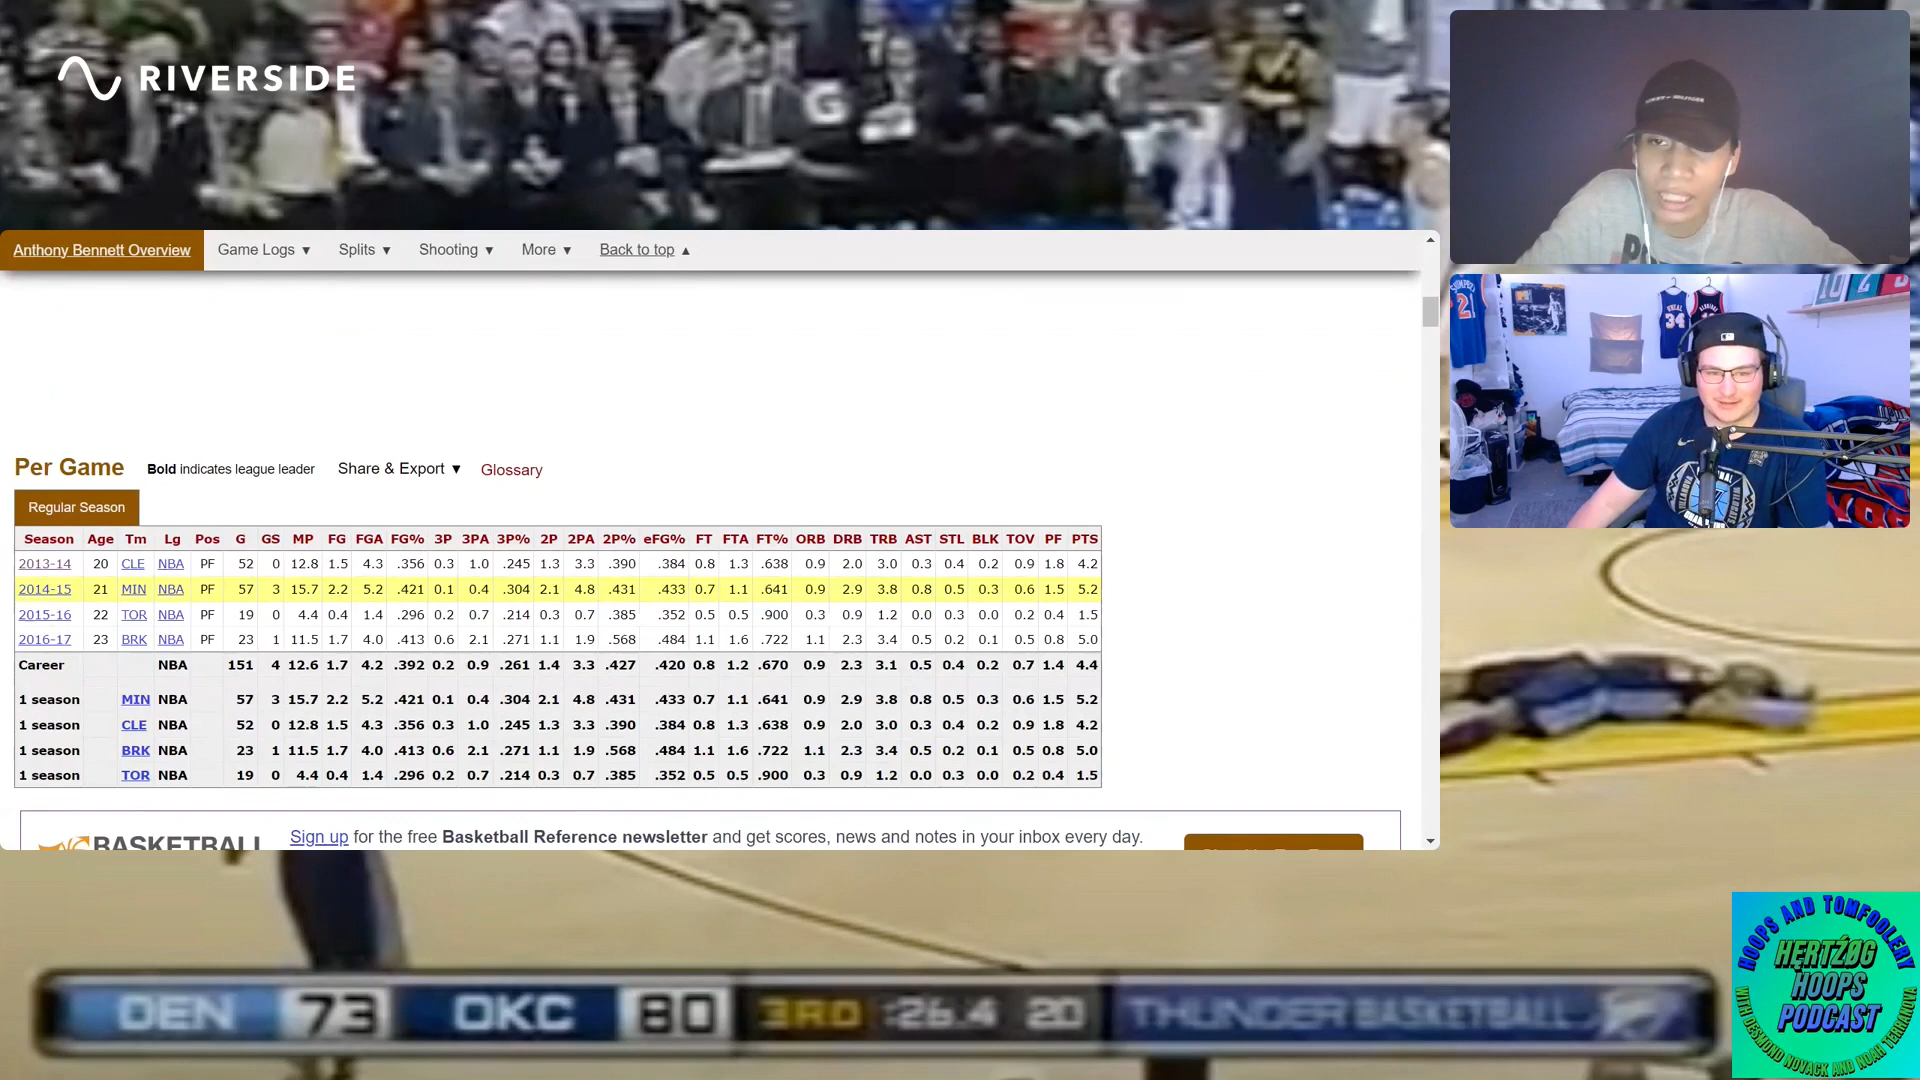 RIVERSIDE
G
Anthony Bennett Overview Game Logs ▼ Splits ▼ Shooting ▼ More ▼ Back to top ▲
Per Game Bold indicates league leader Share & Export ▼ Glossary
Regular Season
Season Age Tm Lg Pos G GS MP FG FGA FG% 3P 3PA 3P% 2P 2PA 2P% eFG% FT FTA FT% ORB DRB TRB AST STL BLK TOV PF PTS
2013-14 20 CLE NBA PF 52 0 12.8 1.5 4.3 .356 0.3 1.0 .245 1.3 3.3 .390 .384 0.8 1.3 .638 0.9 2.0 3.0 0.3 0.4 0.2 0.9 1.8 4.2
2014-15 21 MIN NBA PF 57 3 15.7 2.2 5.2 .421 0.1 0.4 .304 2.1 4.8 .431 .433 0.7 1.1 .641 0.9 2.9 3.8 0.8 0.5 0.3 0.6 1.5 5.2
2015-16 22 TOR NBA PF 19 0 4.4 0.4 1.4 .296 0.2 0.7 .214 0.3 0.7 .385 .352 0.5 0.5 .900 0.3 0.9 1.2 0.0 0.3 0.0 0.2 0.4 1.5
2016-17 23 BRK NBA PF 23 1 11.5 1.7 4.0 .413 0.6 2.1 .271 1.1 1.9 .568 .484 1.1 1.6 .722 1.1 2.3 3.4 0.5 0.2 0.1 0.5 0.8 5.0
Career NBA 151 4 12.6 1.7 4.2 .392 0.2 0.9 .261 1.4 3.3 .427 .420 0.8 1.2 .670 0.9 2.3 3.1 0.5 0.4 0.2 0.7 1.4 4.4
1 season MIN NBA 57 3 15.7 2.2 5.2 .421 0.1 0.4 .304 2.1 4.8 .431 .433 0.7 1.1 .641 0.9 2.9 3.8 0.8 0.5 0.3 0.6 1.5 5.2
1 season CLE NBA 52 0 12.8 1.5 4.3 .356 0.3 1.0 .245 1.3 3.3 .390 .384 0.8 1.3 .638 0.9 2.0 3.0 0.3 0.4 0.2 0.9 1.8 4.2
1 season BRK NBA 23 1 11.5 1.7 4.0 .413 0.6 2.1 .271 1.1 1.9 .568 .484 1.1 1.6 .722 1.1 2.3 3.4 0.5 0.2 0.1 0.5 0.8 5.0
1 season TOR NBA 19 0 4.4 0.4 1.4 .296 0.2 0.7 .214 0.3 0.7 .385 .352 0.5 0.5 .900 0.3 0.9 1.2 0.0 0.3 0.0 0.2 0.4 1.5
BASKETBALL Sign up for the free Basketball Reference newsletter and get scores, news and notes in your inbox every day.
DEN 73 OKC 80 3RD :26.4 20 THUNDER BASKETBALL
34
HOOPS AND TOMFOOLERY
HERTŹØG
HOOPS
PODCAST
WITH DESMOND NOVACK AND NOAH TERRANOVA